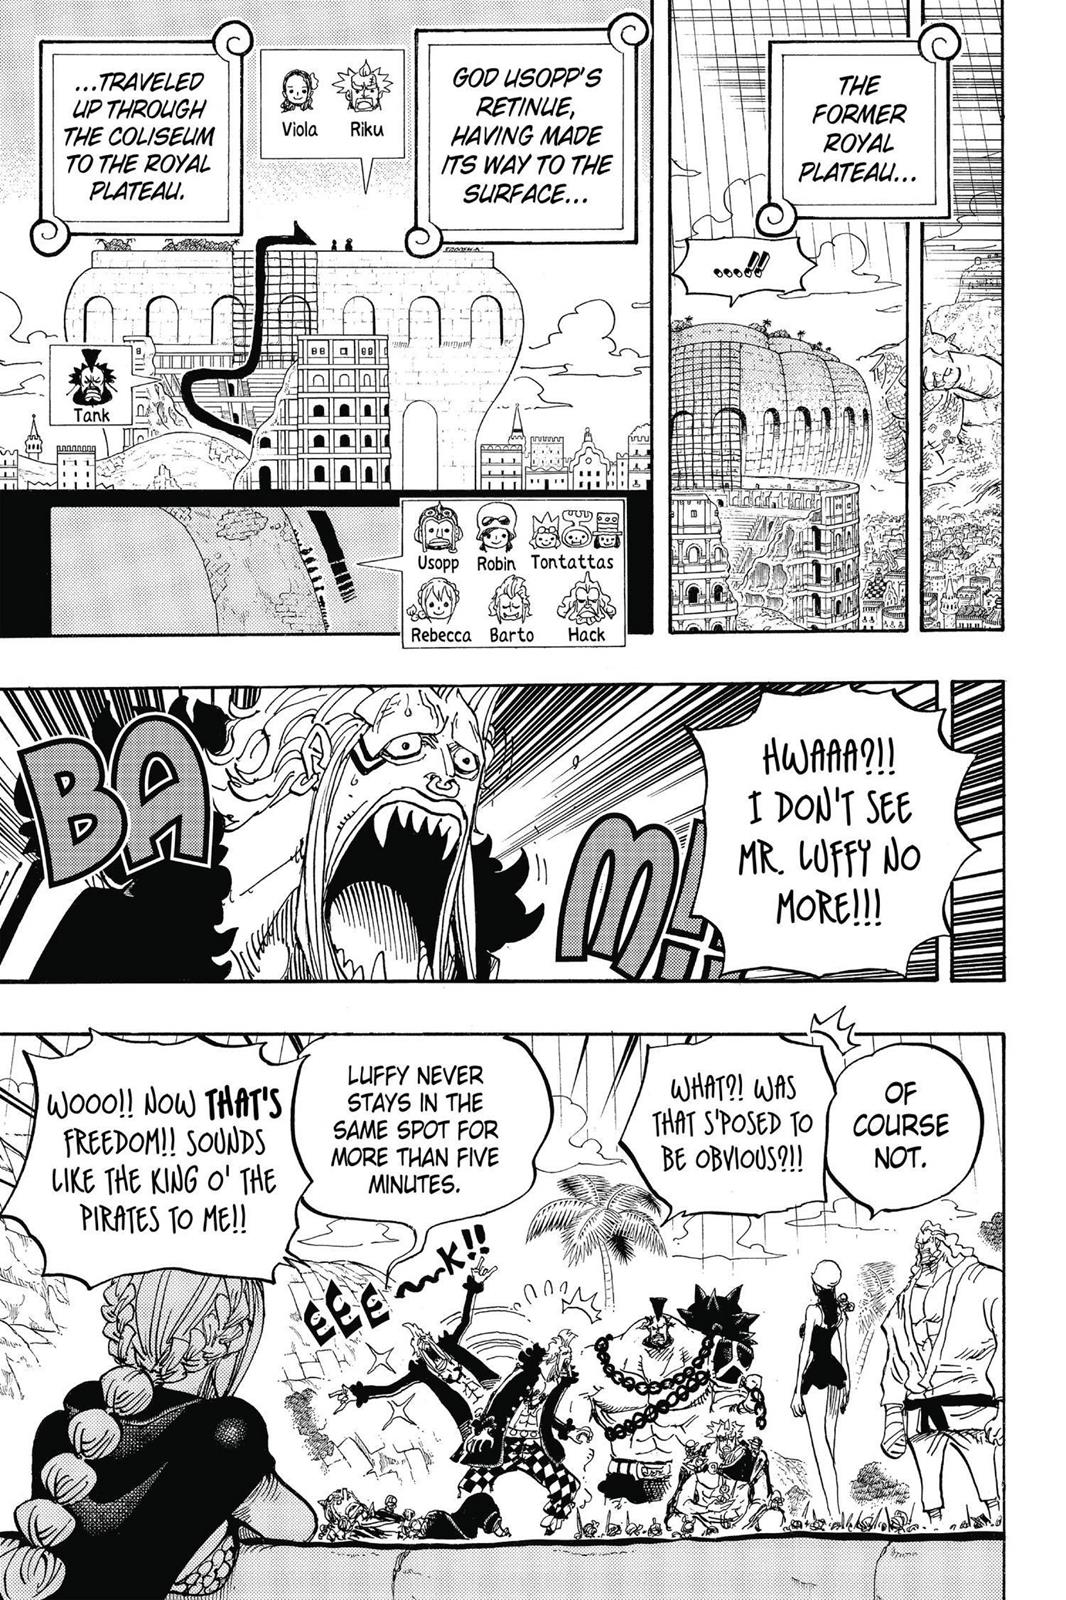 THE
FORMER
ROYAL
PLATEAU...
...!!
GOD USOPP'S
RETINUE,
HAVING MADE
ITS WAY TO THE
SURFACE...
Viola
Riku
...TRAVELED
UP THROUGH
THE COLISEUM
TO THE ROYAL
PLATEAU.
Tank
Usopp
Robin
Tontattas
Rebecca
Barto
Hack
HWAAA?!!
I DON'T SEE
MR. LUFFY NO
MORE!!!
BA
OF
COURSE
NOT.
WHAT?! WAS
THAT S'POSED TO
BE OBVIOUS?!!
LUFFY NEVER
STAYS IN THE
SAME SPOT FOR
MORE THAN FIVE
MINUTES.
WOOO!! NOW THAT'S
FREEDOM!! SOUNDS
LIKE THE KING O' THE
PIRATES TO ME!!
EEE~K!!